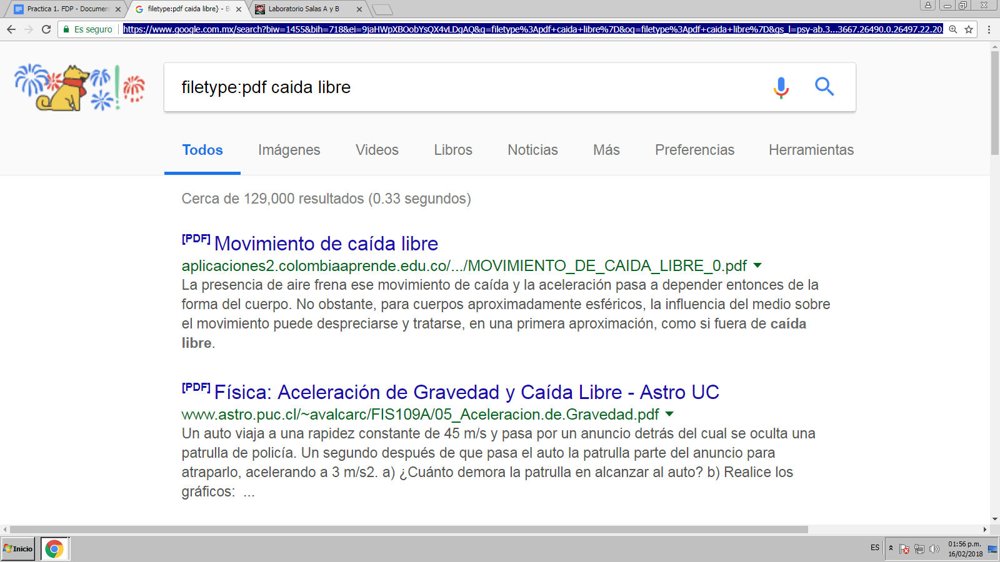 Practica 1. FDP - Document
filetype:pdf caida libre} - B
Laboratorio Salas A y B
Es seguro
https://www.google.com.mx/search?biw=1455&bih=718&ei=9jaHWpXBOobYsQX4vLDgAQ&q=filetype%3Apdf+caida+libre%7D&oq=filetype%3Apdf+caida+libre%7D&gs_l=psy-ab.3...3667.26490.0.26497.22.20.
filetype:pdf caida libre
Todos Imágenes Videos Libros Noticias Más Preferencias Herramientas
Cerca de 129,000 resultados (0.33 segundos)
[PDF] Movimiento de caída libre
aplicaciones2.colombiaaprende.edu.co/.../MOVIMIENTO_DE_CAIDA_LIBRE_0.pdf
La presencia de aire frena ese movimiento de caída y la aceleración pasa a depender entonces de la
forma del cuerpo. No obstante, para cuerpos aproximadamente esféricos, la influencia del medio sobre
el movimiento puede despreciarse y tratarse, en una primera aproximación, como si fuera de caída
libre.
[PDF] Física: Aceleración de Gravedad y Caída Libre - Astro UC
www.astro.puc.cl/~avalcarc/FIS109A/05_Aceleracion.de.Gravedad.pdf
Un auto viaja a una rapidez constante de 45 m/s y pasa por un anuncio detrás del cual se oculta una
patrulla de policía. Un segundo después de que pasa el auto la patrulla parte del anuncio para
atraparlo, acelerando a 3 m/s2. a) ¿Cuánto demora la patrulla en alcanzar al auto? b) Realice los
gráficos: ...
Inicio
ES
01:56 p.m.
16/02/2018